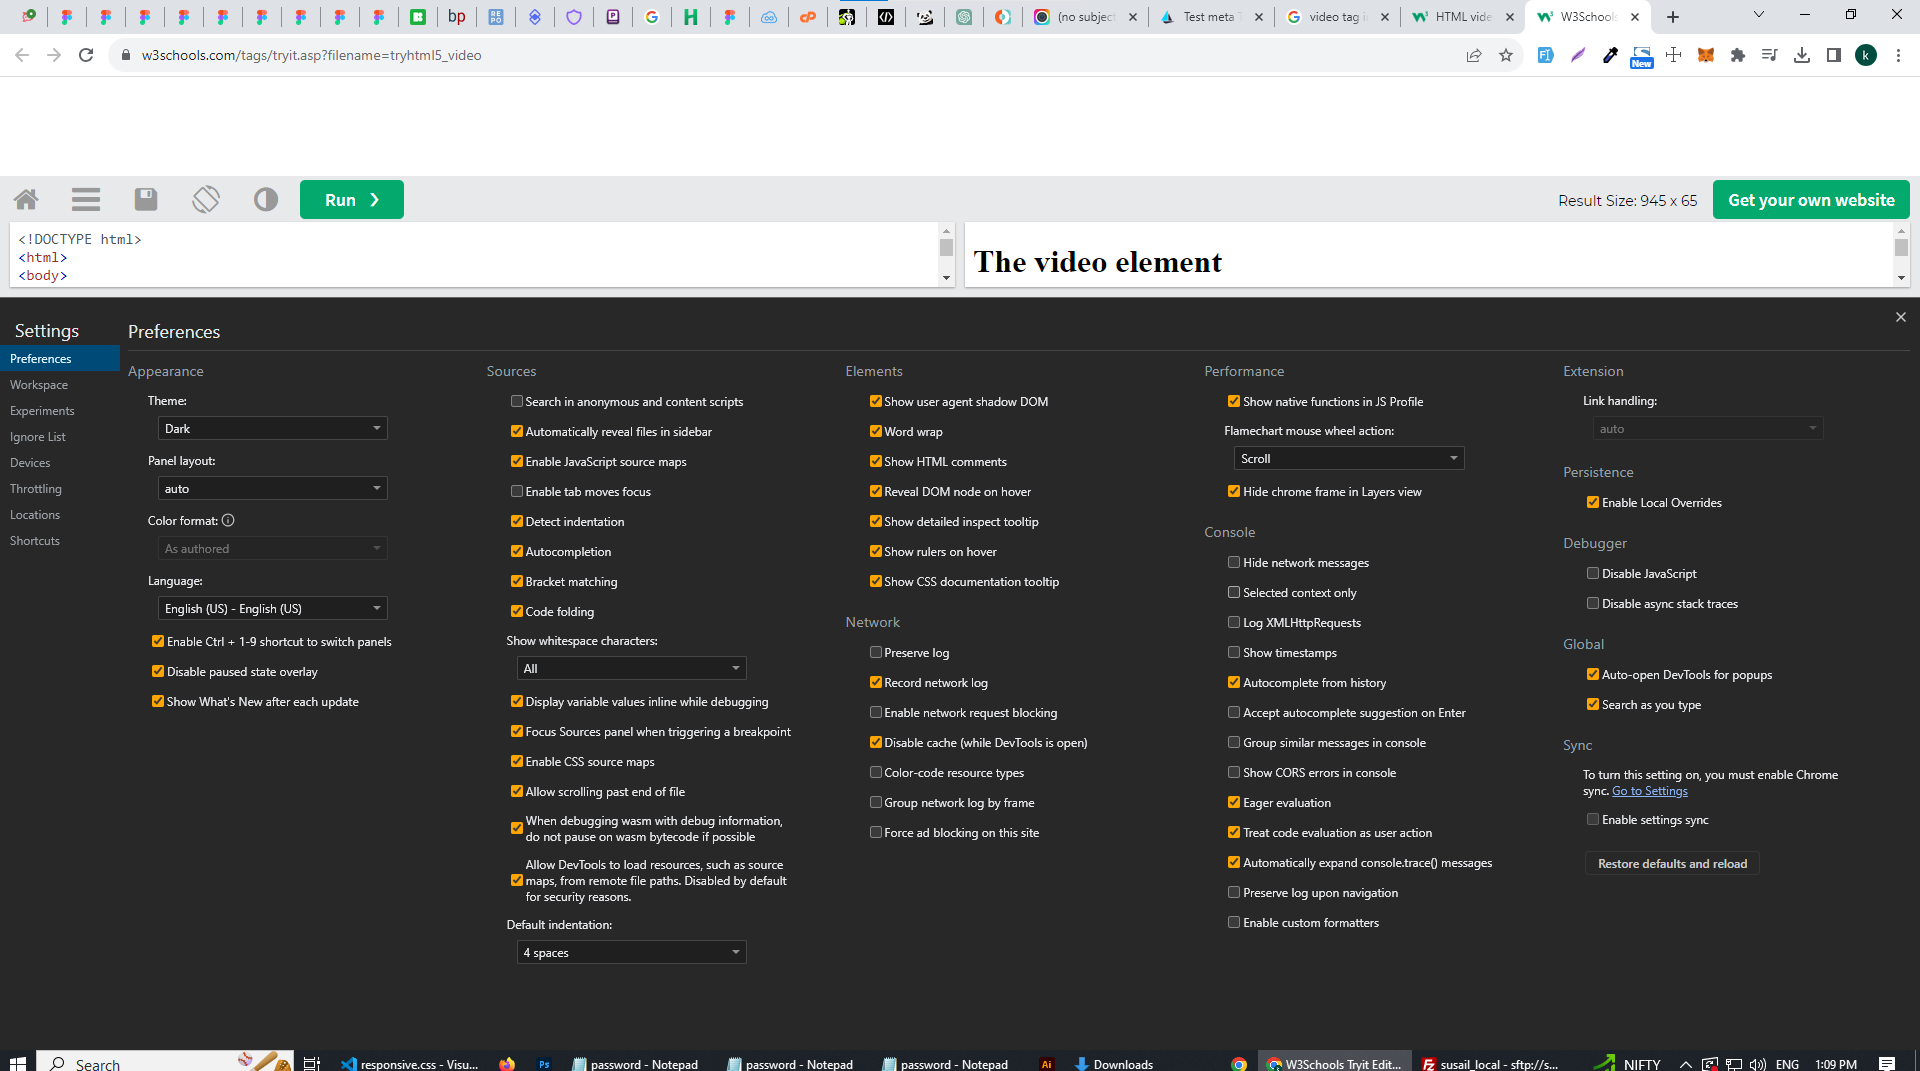 bp
RE
PO
(no subject
Test meta T
video tag i
HTML vide
W3Schools
w3schools.com/tags/tryit.asp?filename=tryhtml5_video
New
k
Run ❯
Result Size: 945 x 65
Get your own website
<!DOCTYPE html>
<html>
<body>
The video element
Settings
Preferences
Workspace
Experiments
Ignore List
Devices
Throttling
Locations
Shortcuts
Preferences
Appearance
Theme:
Dark
Panel layout:
auto
Color format:
As authored
Language:
English (US) - English (US)
Enable Ctrl + 1-9 shortcut to switch panels
Disable paused state overlay
Show What's New after each update
Sources
Search in anonymous and content scripts
Automatically reveal files in sidebar
Enable JavaScript source maps
Enable tab moves focus
Detect indentation
Autocompletion
Bracket matching
Code folding
Show whitespace characters:
All
Display variable values inline while debugging
Focus Sources panel when triggering a breakpoint
Enable CSS source maps
Allow scrolling past end of file
When debugging wasm with debug information,
do not pause on wasm bytecode if possible
Allow DevTools to load resources, such as source
maps, from remote file paths. Disabled by default
for security reasons.
Default indentation:
4 spaces
Elements
Show user agent shadow DOM
Word wrap
Show HTML comments
Reveal DOM node on hover
Show detailed inspect tooltip
Show rulers on hover
Show CSS documentation tooltip
Network
Preserve log
Record network log
Enable network request blocking
Disable cache (while DevTools is open)
Color-code resource types
Group network log by frame
Force ad blocking on this site
Performance
Show native functions in JS Profile
Flamechart mouse wheel action:
Scroll
Hide chrome frame in Layers view
Console
Hide network messages
Selected context only
Log XMLHttpRequests
Show timestamps
Autocomplete from history
Accept autocomplete suggestion on Enter
Group similar messages in console
Show CORS errors in console
Eager evaluation
Treat code evaluation as user action
Automatically expand console.trace() messages
Preserve log upon navigation
Enable custom formatters
Extension
Link handling:
auto
Persistence
Enable Local Overrides
Debugger
Disable JavaScript
Disable async stack traces
Global
Auto-open DevTools for popups
Search as you type
Sync
To turn this setting on, you must enable Chrome
sync. Go to Settings
Enable settings sync
Restore defaults and reload
Search
responsive.css - Visu...
Ps
password - Notepad
password - Notepad
password - Notepad
Ai
Downloads
W3Schools Tryit Edit...
susail_local - sftp://s...
NIFTY
ENG
1:09 PM